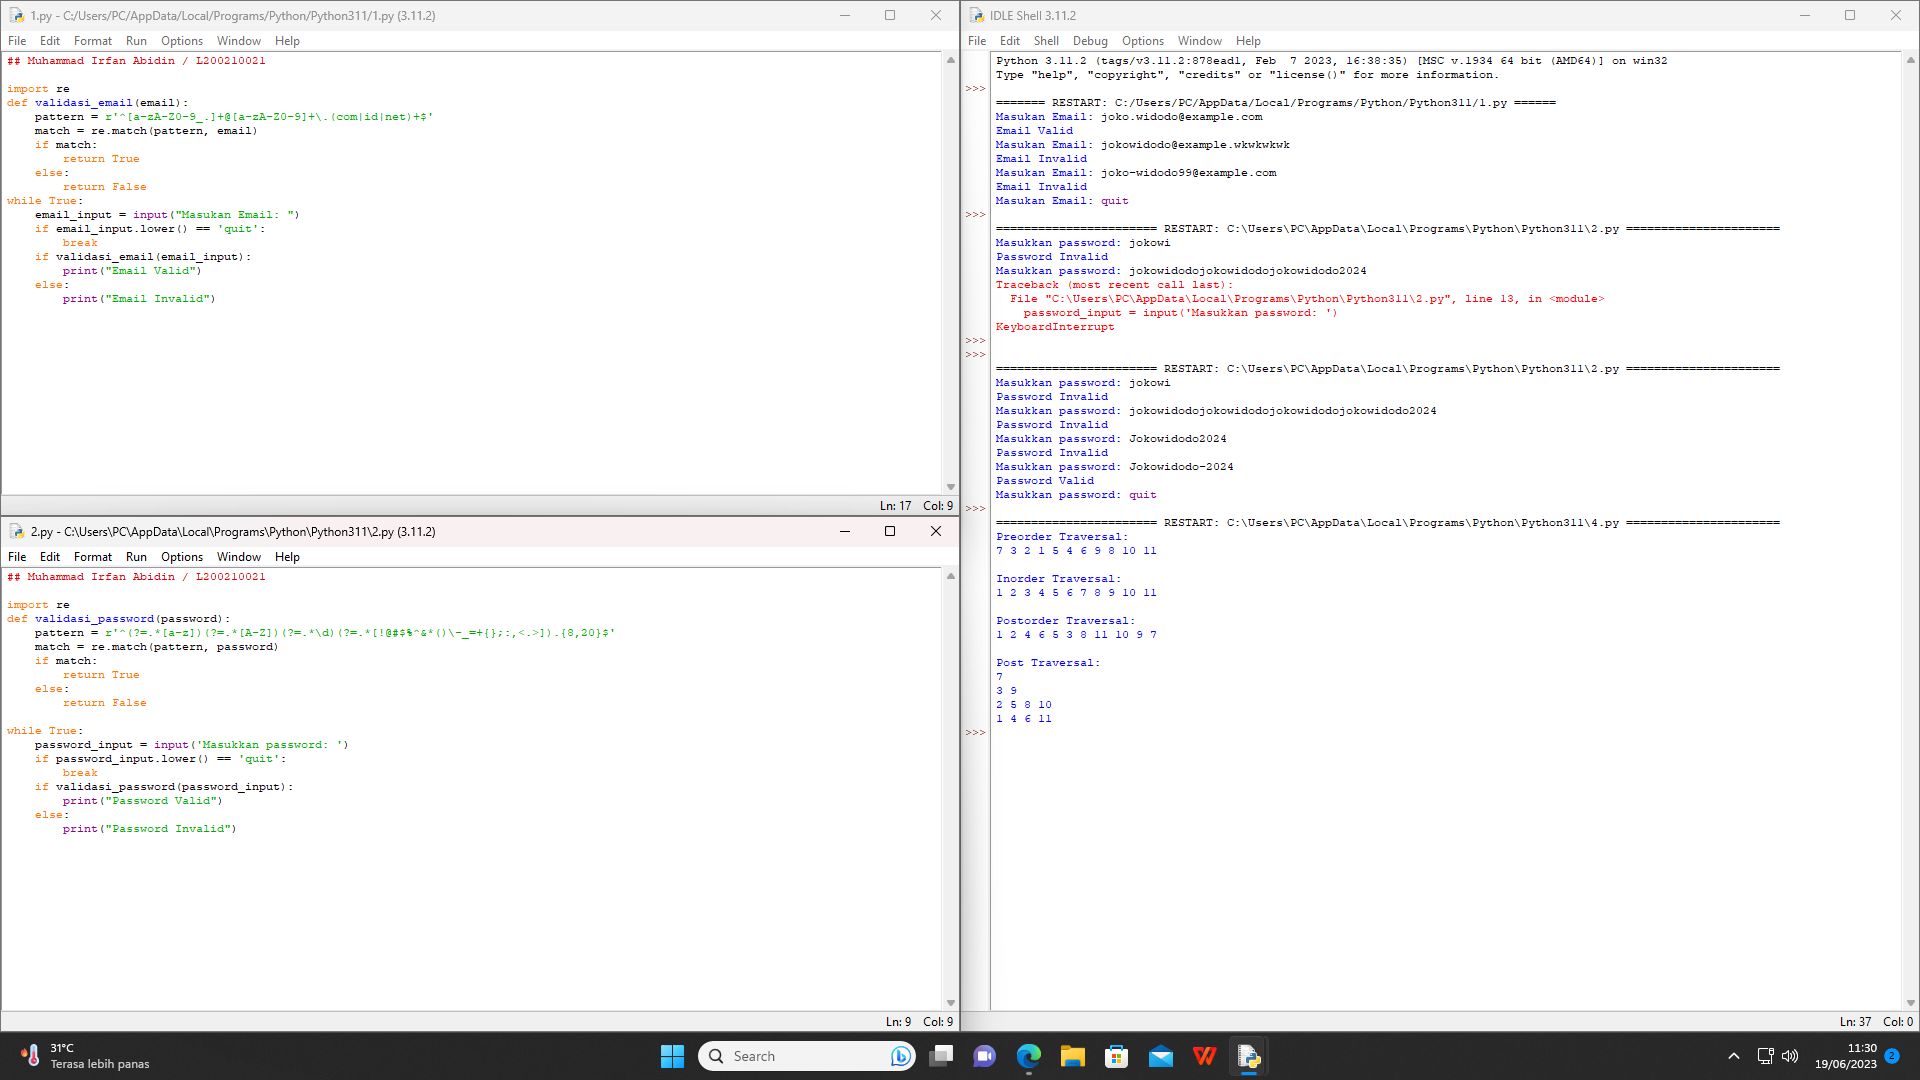 1.py - C:/Users/PC/AppData/Local/Programs/Python/Python311/1.py (3.11.2)
File Edit Format Run Options Window Help
## Muhammad Irfan Abidin / L200210021
import re
def validasi_email(email):
    pattern = r'^[a-zA-Z0-9_.]+@[a-zA-Z0-9]+\.(com|id|net)+$'
    match = re.match(pattern, email)
    if match:
        return True
    else:
        return False
while True:
    email_input = input("Masukan Email: ")
    if email_input.lower() == 'quit':
        break
    if validasi_email(email_input):
        print("Email Valid")
    else:
        print("Email Invalid")
Ln: 17 Col: 9
2.py - C:\Users\PC\AppData\Local\Programs\Python\Python311\2.py (3.11.2)
File Edit Format Run Options Window Help
## Muhammad Irfan Abidin / L200210021
import re
def validasi_password(password):
    pattern = r'^(?=.*[a-z])(?=.*[A-Z])(?=.*\d)(?=.*[!@#$%^&*()\-_=+{};:,<.>]).{8,20}$'
    match = re.match(pattern, password)
    if match:
        return True
    else:
        return False
while True:
    password_input = input('Masukkan password: ')
    if password_input.lower() == 'quit':
        break
    if validasi_password(password_input):
        print("Password Valid")
    else:
        print("Password Invalid")
Ln: 9 Col: 9
IDLE Shell 3.11.2
File Edit Shell Debug Options Window Help
Python 3.11.2 (tags/v3.11.2:878ead1, Feb  7 2023, 16:38:35) [MSC v.1934 64 bit (AMD64)] on win32
Type "help", "copyright", "credits" or "license()" for more information.
>>>
======= RESTART: C:/Users/PC/AppData/Local/Programs/Python/Python311/1.py ======
Masukan Email: joko.widodo@example.com
Email Valid
Masukan Email: jokowidodo@example.wkwkwkwk
Email Invalid
Masukan Email: joko-widodo99@example.com
Email Invalid
Masukan Email: quit
>>>
======================= RESTART: C:\Users\PC\AppData\Local\Programs\Python\Python311\2.py ======================
Masukkan password: jokowi
Password Invalid
Masukkan password: jokowidodojokowidodojokowidodo2024
Traceback (most recent call last):
  File "C:\Users\PC\AppData\Local\Programs\Python\Python311\2.py", line 13, in <module>
    password_input = input('Masukkan password: ')
KeyboardInterrupt
>>>
>>>
======================= RESTART: C:\Users\PC\AppData\Local\Programs\Python\Python311\2.py ======================
Masukkan password: jokowi
Password Invalid
Masukkan password: jokowidodojokowidodojokowidodojokowidodo2024
Password Invalid
Masukkan password: Jokowidodo2024
Password Invalid
Masukkan password: Jokowidodo-2024
Password Valid
Masukkan password: quit
>>>
======================= RESTART: C:\Users\PC\AppData\Local\Programs\Python\Python311\4.py ======================
Preorder Traversal:
7 3 2 1 5 4 6 9 8 10 11
Inorder Traversal:
1 2 3 4 5 6 7 8 9 10 11
Postorder Traversal:
1 2 4 6 5 3 8 11 10 9 7
Post Traversal:
7
3 9
2 5 8 10
1 4 6 11
>>>
Ln: 37 Col: 0
31°C
Terasa lebih panas
Search
11:30
19/06/2023
2